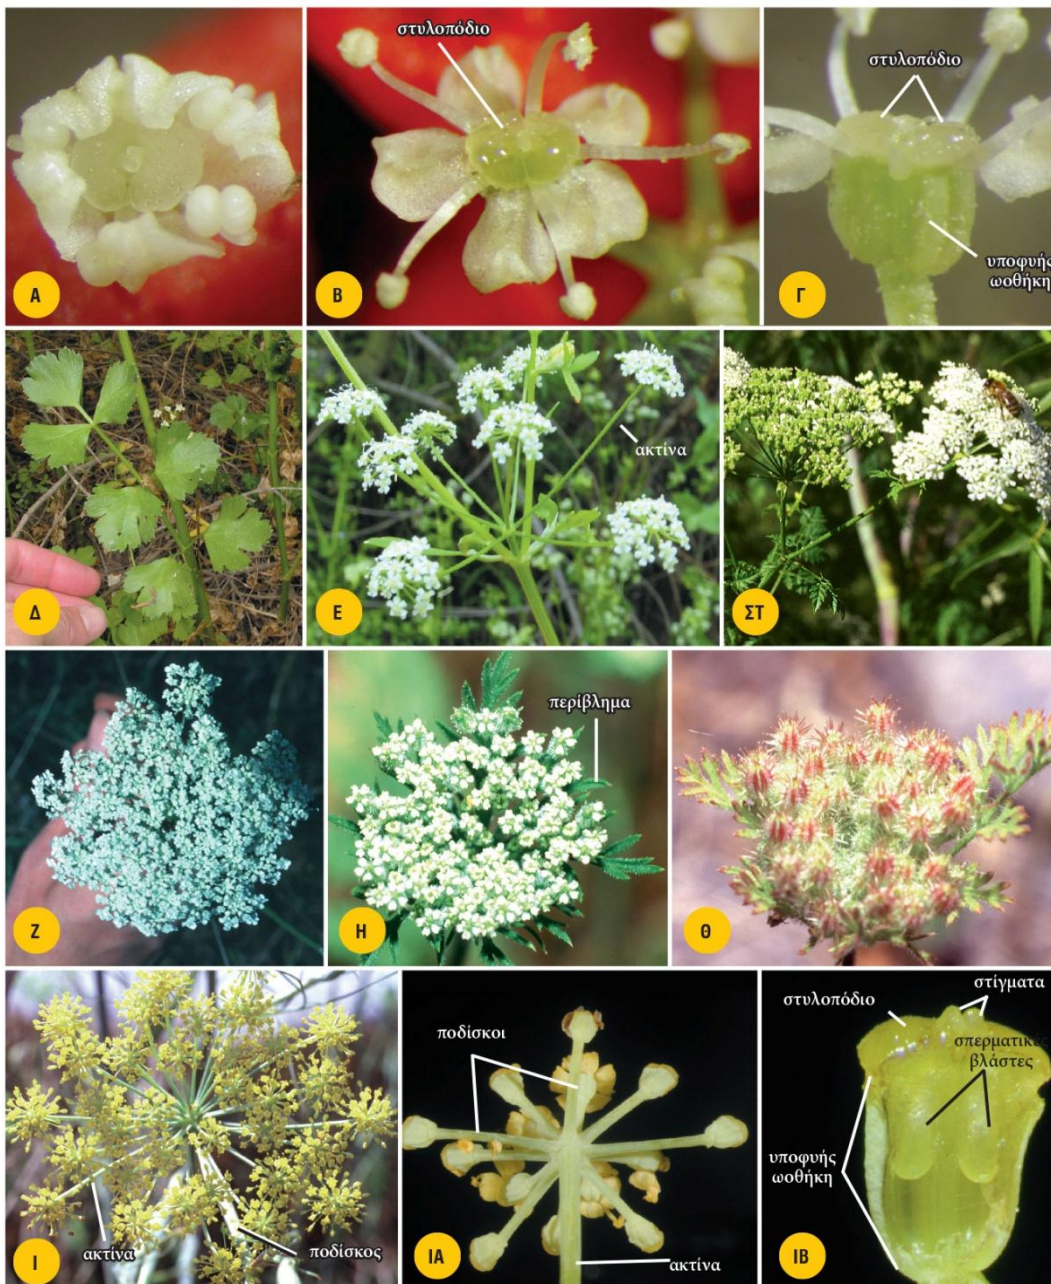 στυλοπόδιο
στυλοπόδιο
υποφυής
ωοθήκη
Α
Β
Γ
ακτίνα
Δ
Ε
ΣΤ
περίβλημα
Ζ
Η
Θ
ποδίσκοι
στίγματα
στυλοπόδιο
σπερματικές
βλάστες
υποφυής
ωοθήκη
ακτίνα
ποδίσκος
ακτίνα
Ι
ΙΑ
ΙΒ